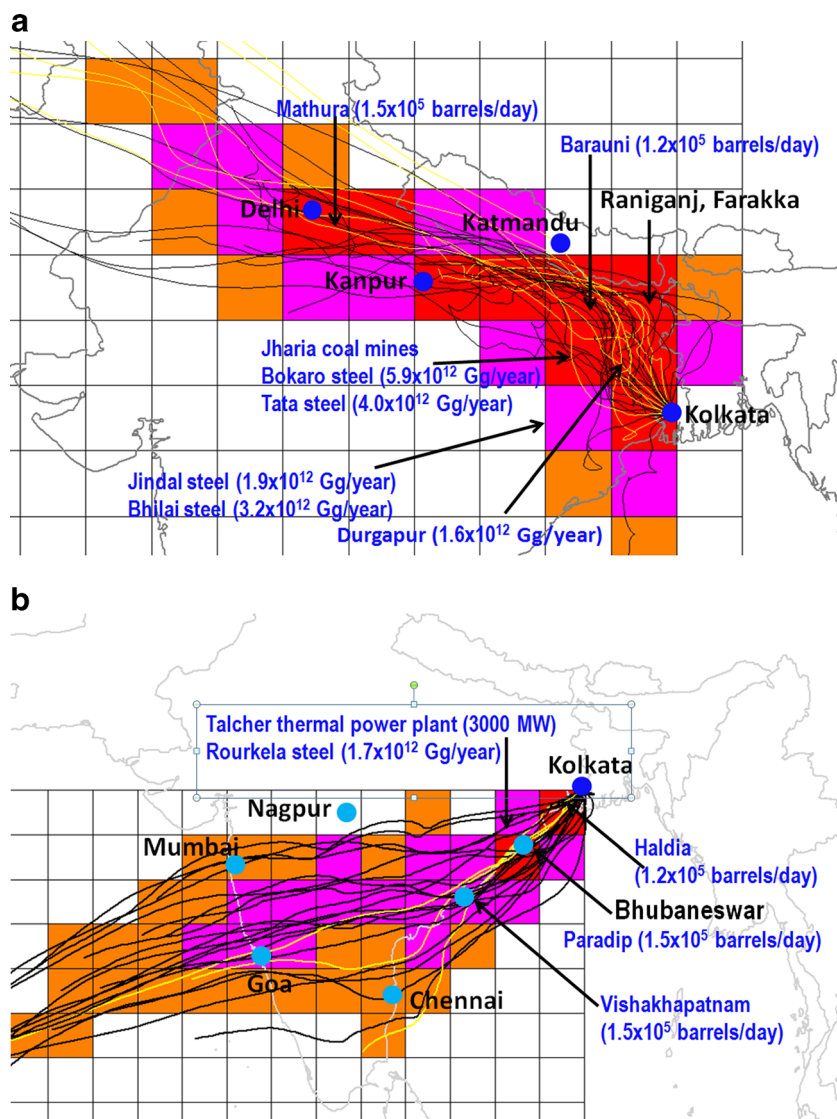 a
Mathura (1.5x10⁵ barrels/day)
Barauni (1.2x10⁵ barrels/day)
Raniganj, Farakka
Delhi
Katmandu
Kanpur
Jharia coal mines
Bokaro steel (5.9x10¹² Gg/year)
Tata steel (4.0x10¹² Gg/year)
Kolkata
Jindal steel (1.9x10¹² Gg/year)
Bhilai steel (3.2x10¹² Gg/year)
Durgapur (1.6x10¹² Gg/year)
b
Talcher thermal power plant (3000 MW)
Rourkela steel (1.7x10¹² Gg/year)
Kolkata
Nagpur
Mumbai
Haldia
(1.2x10⁵ barrels/day)
Bhubaneswar
Paradip (1.5x10⁵ barrels/day)
Goa
Chennai
Vishakhapatnam
(1.5x10⁵ barrels/day)